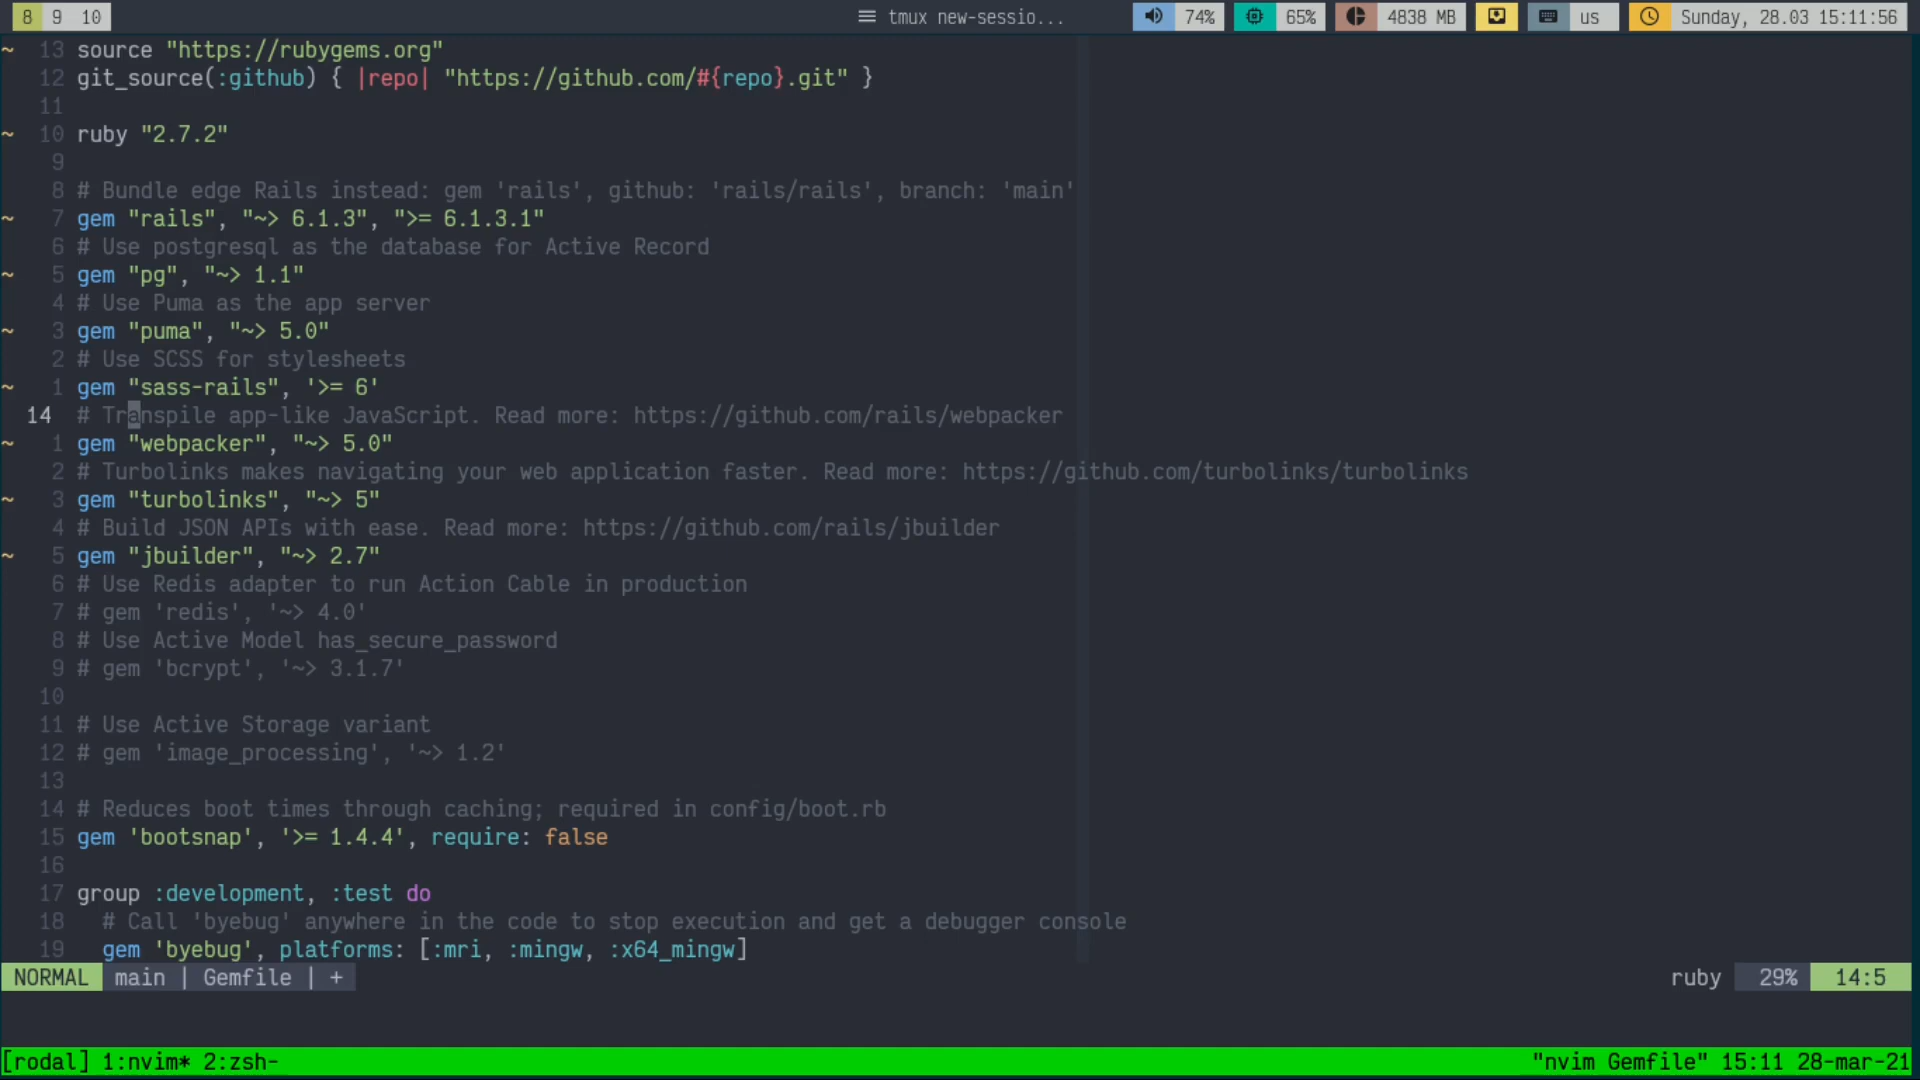 8 9 10 tmux new-sessio... 74% 65% 4838 MB us Sunday, 28.03 15:11:56
~ 13 source "https://rubygems.org"
12 git_source(:github) { |repo| "https://github.com/#{repo}.git" }
11
~ 10 ruby "2.7.2"
9
8 # Bundle edge Rails instead: gem 'rails', github: 'rails/rails', branch: 'main'
~ 7 gem "rails", "~> 6.1.3", ">= 6.1.3.1"
6 # Use postgresql as the database for Active Record
~ 5 gem "pg", "~> 1.1"
4 # Use Puma as the app server
~ 3 gem "puma", "~> 5.0"
2 # Use SCSS for stylesheets
~ 1 gem "sass-rails", '>= 6'
14 # Transpile app-like JavaScript. Read more: https://github.com/rails/webpacker
~ 1 gem "webpacker", "~> 5.0"
2 # Turbolinks makes navigating your web application faster. Read more: https://github.com/turbolinks/turbolinks
~ 3 gem "turbolinks", "~> 5"
4 # Build JSON APIs with ease. Read more: https://github.com/rails/jbuilder
~ 5 gem "jbuilder", "~> 2.7"
6 # Use Redis adapter to run Action Cable in production
7 # gem 'redis', '~> 4.0'
8 # Use Active Model has_secure_password
9 # gem 'bcrypt', '~> 3.1.7'
10
11 # Use Active Storage variant
12 # gem 'image_processing', '~> 1.2'
13
14 # Reduces boot times through caching; required in config/boot.rb
15 gem 'bootsnap', '>= 1.4.4', require: false
16
17 group :development, :test do
18 # Call 'byebug' anywhere in the code to stop execution and get a debugger console
19 gem 'byebug', platforms: [:mri, :mingw, :x64_mingw]
NORMAL main | Gemfile | + ruby 29% 14:5
[rodal] 1:nvim* 2:zsh- "nvim Gemfile" 15:11 28-mar-21